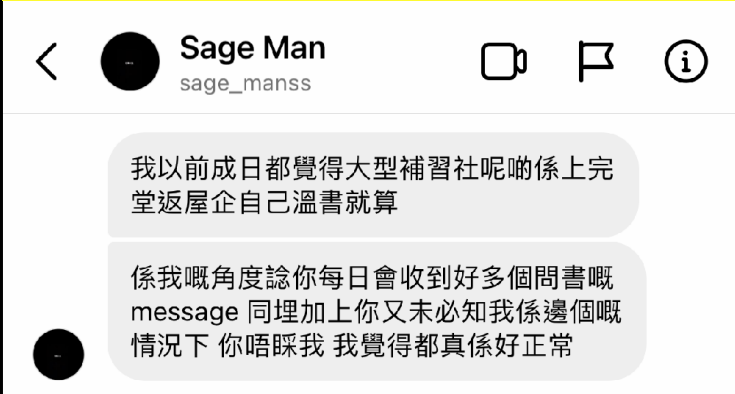 Sage Man
sage_manss
我以前成日都覺得大型補習社呢啲係上完
堂返屋企自己溫書就算
係我嘅角度諗你每日會收到好多個問書嘅
message 同埋加上你又未必知我係邊個嘅
情況下 你唔睬我 我覺得都真係好正常